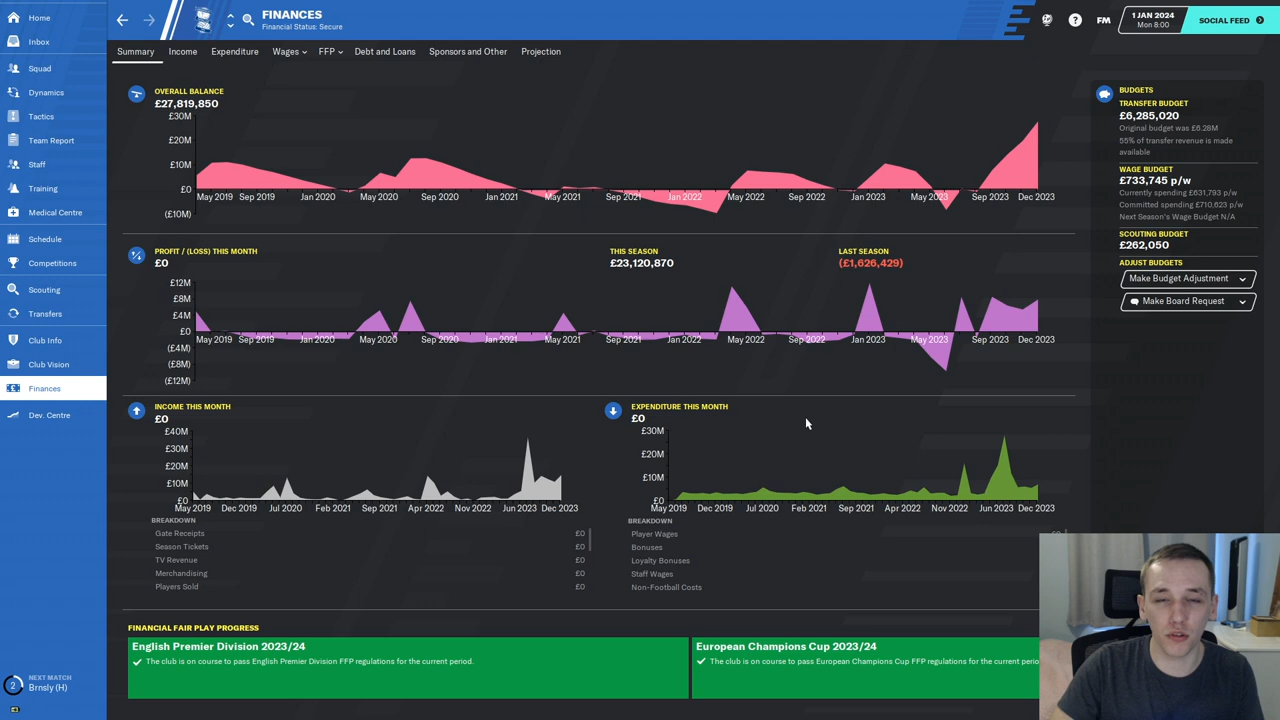 Home
Inbox
Squad
Dynamics
Tactics
Team Report
Staff
Training
Medical Centre
Schedule
Competitions
Scouting
Transfers
Club Info
Club Vision
Finances
Dev. Centre
2
NEXT MATCH
Brnsly (H)
FINANCES
Financial Status: Secure
?
FM
1 JAN 2024
Mon 8:00
SOCIAL FEED
Summary Income Expenditure Wages FFP Debt and Loans Sponsors and Other Projection
OVERALL BALANCE
£27,819,850
£30M
£20M
£10M
£0
(£10M)
May 2019 Sep 2019 Jan 2020 May 2020 Sep 2020 Jan 2021 May 2021 Sep 2021 Jan 2022 May 2022 Sep 2022 Jan 2023 May 2023 Sep 2023 Dec 2023
PROFIT / (LOSS) THIS MONTH
£0
THIS SEASON
£23,120,870
LAST SEASON
(£1,626,429)
£12M
£8M
£4M
£0
(£4M)
(£8M)
(£12M)
May 2019 Sep 2019 Jan 2020 May 2020 Sep 2020 Jan 2021 May 2021 Sep 2021 Jan 2022 May 2022 Sep 2022 Jan 2023 May 2023 Sep 2023 Dec 2023
INCOME THIS MONTH
£0
£40M
£30M
£20M
£10M
£0
May 2019 Dec 2019 Jul 2020 Feb 2021 Sep 2021 Apr 2022 Nov 2022 Jun 2023 Dec 2023
BREAKDOWN
Gate Receipts £0
Season Tickets £0
TV Revenue £0
Merchandising £0
Players Sold £0
EXPENDITURE THIS MONTH
£0
£30M
£20M
£10M
£0
May 2019 Dec 2019 Jul 2020 Feb 2021 Sep 2021 Apr 2022 Nov 2022 Jun 2023 Dec 2023
BREAKDOWN
Player Wages £0
Bonuses
Loyalty Bonuses
Staff Wages
Non-Football Costs
FINANCIAL FAIR PLAY PROGRESS
English Premier Division 2023/24
The club is on course to pass English Premier Division FFP regulations for the current period.
European Champions Cup 2023/24
The club is on course to pass European Champions Cup FFP regulations for the current perio
BUDGETS
TRANSFER BUDGET
£6,285,020
Original budget was £6.28M
55% of transfer revenue is made
available
WAGE BUDGET
£733,745 p/w
Currently spending £631,793 p/w
Committed spending £710,623 p/w
Next Season's Wage Budget N/A
SCOUTING BUDGET
£262,050
ADJUST BUDGETS
Make Budget Adjustment
Make Board Request